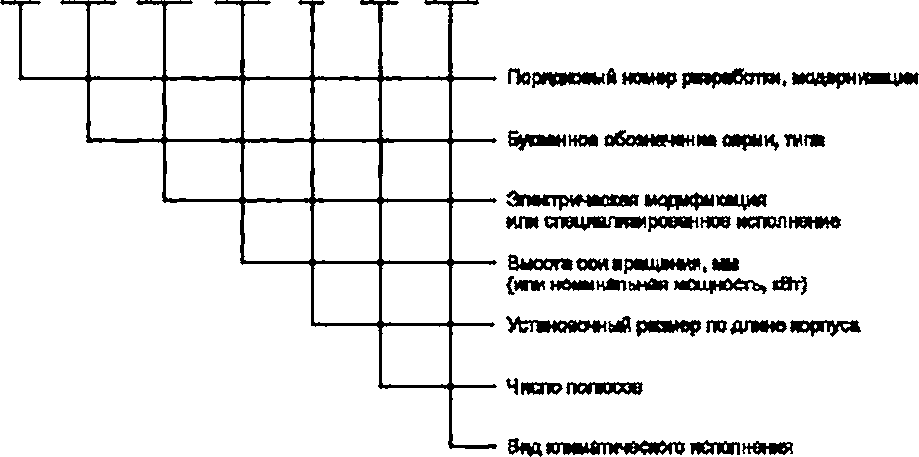 Порядковый номер разработки, модернизации
Буквенное обозначение серии, типа
Электрическая модификация
или специализированное исполнение
Высота оси вращения, мм
(или номинальная мощность, кВт)
Установочный размер по длине корпуса
Число полюсов
Вид климатического исполнения